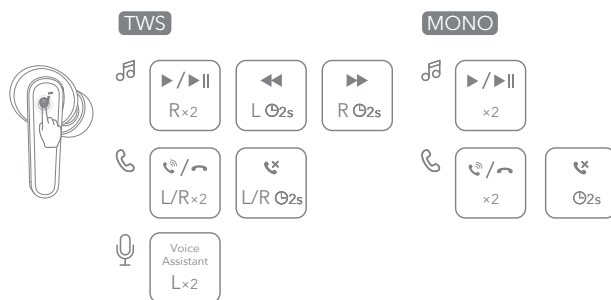 TWS
MONO
R×2
L 2s
R 2s
×2
L/R×2
L/R 2s
×2
2s
Voice
Assistant
L×2